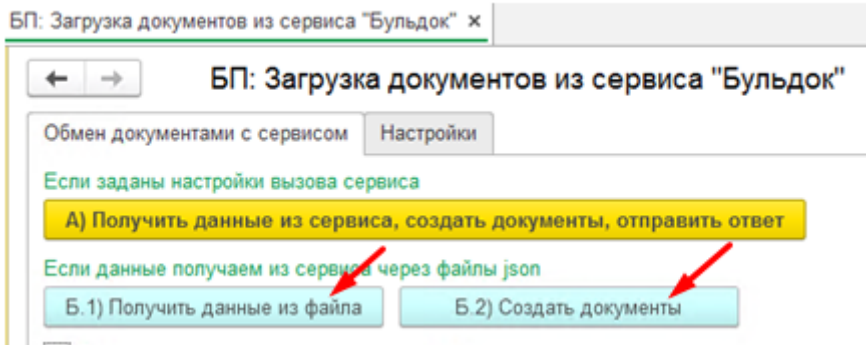 БП: Загрузка документов из сервиса "Бульдок" ×
БП: Загрузка документов из сервиса "Бульдок"
Обмен документами с сервисом Настройки
Если заданы настройки вызова сервиса
А) Получить данные из сервиса, создать документы, отправить ответ
Если данные получаем из сервиса через файлы json
Б.1) Получить данные из файла Б.2) Создать документы